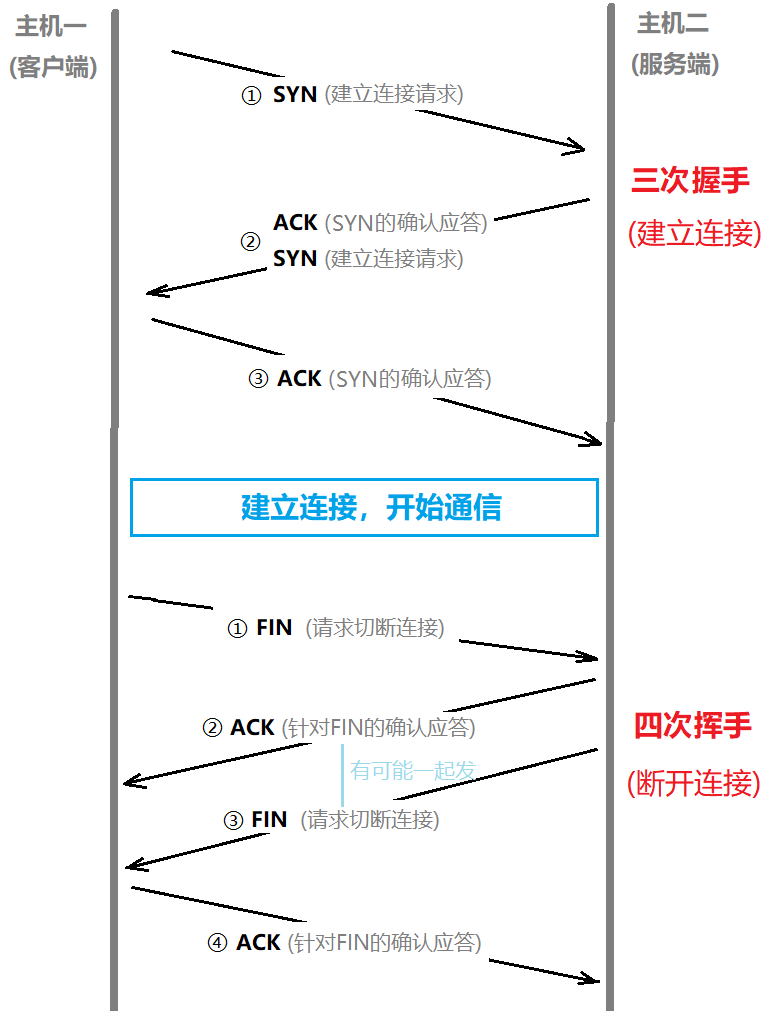 主机一
(客户端)
主机二
(服务端)
① SYN (建立连接请求)
三次握手
(建立连接)
② ACK (SYN的确认应答)
SYN (建立连接请求)
③ ACK (SYN的确认应答)
建立连接，开始通信
① FIN (请求切断连接)
② ACK (针对FIN的确认应答)
四次挥手
(断开连接)
有可能一起发
③ FIN (请求切断连接)
④ ACK (针对FIN的确认应答)